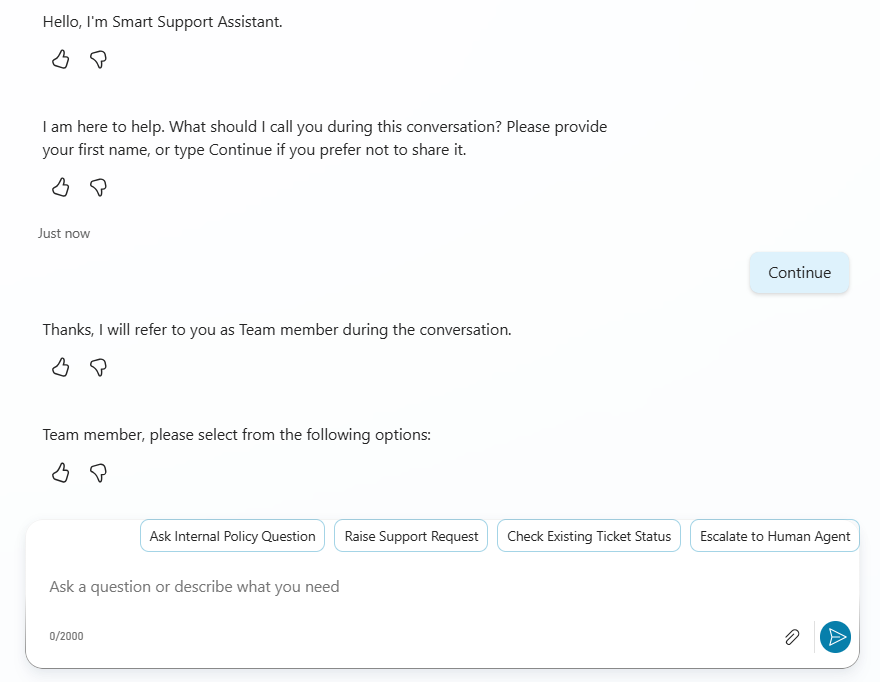 Hello, I'm Smart Support Assistant.
I am here to help. What should I call you during this conversation? Please provide
your first name, or type Continue if you prefer not to share it.
Just now
Continue
Thanks, I will refer to you as Team member during the conversation.
Team member, please select from the following options:
Ask Internal Policy Question
Raise Support Request
Check Existing Ticket Status
Escalate to Human Agent
Ask a question or describe what you need
0/2000